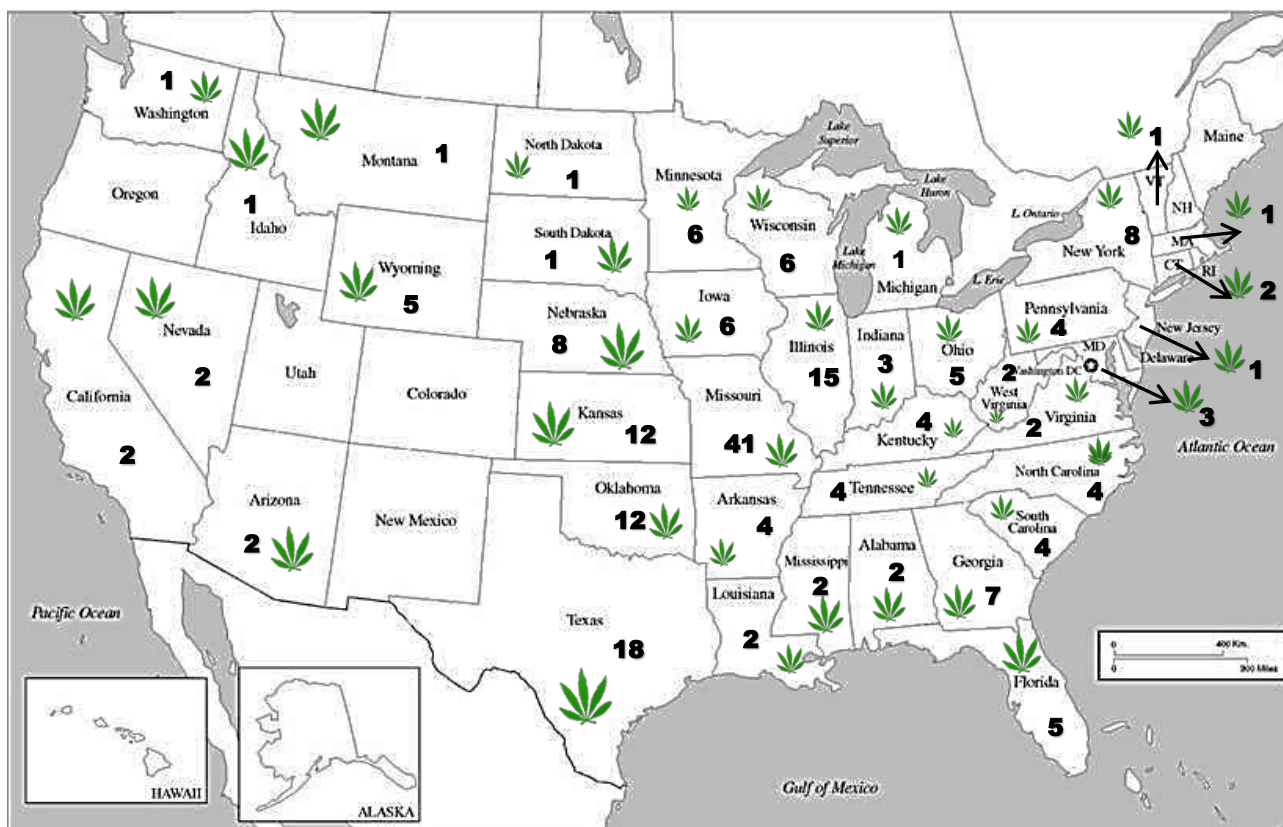 1
Washington
Oregon
1
Idaho
Montana
1
North Dakota
1
South Dakota
1
Wyoming
5
Nebraska
8
Minnesota
6
Wisconsin
6
Iowa
6
Lake
Superior
Lake
Huron
Lake
Michigan
1
Michigan
L. Ontario
L. Erie
1
VT
NH
Maine
MA
1
New York
8
CT
RI
2
Pennsylvania
4
New Jersey
1
MD
Delaware
Washington DC
3
Nevada
2
California
2
Utah
Colorado
Kansas
12
Missouri
41
Illinois
15
Indiana
3
Ohio
5
2
West
Virginia
Virginia
2
4
Kentucky
4
Tennessee
North Carolina
4
South
Carolina
4
Arizona
2
New Mexico
Oklahoma
12
Arkansas
4
Mississippi
2
Alabama
2
Georgia
7
Louisiana
2
Texas
18
Florida
5
Pacific Ocean
Atlantic Ocean
Gulf of Mexico
0
400 Km.
0
300 Miles
HAWAII
ALASKA